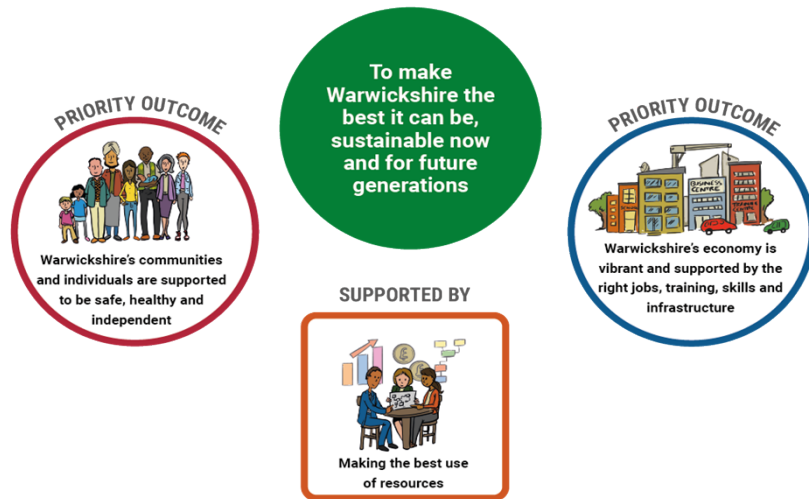 To make
Warwickshire the
best it can be,
sustainable now
and for future
generations
PRIORITY OUTCOME
Warwickshire's communities
and individuals are supported
to be safe, healthy and
independent
PRIORITY OUTCOME
BUSINESS
CENTRE
Warwickshire's economy is
vibrant and supported by the
right jobs, training, skills and
infrastructure
SUPPORTED BY
£
Making the best use
of resources